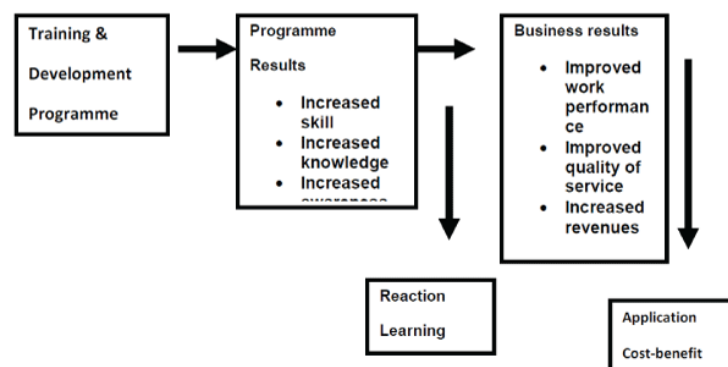 Training &
Development
Programme
Programme
Results
• Increased
skill
• Increased
knowledge
• Increased
awareness
Business results
• Improved
work
performan
ce
• Improved
quality of
service
• Increased
revenues
Reaction
Learning
Application
Cost-benefit